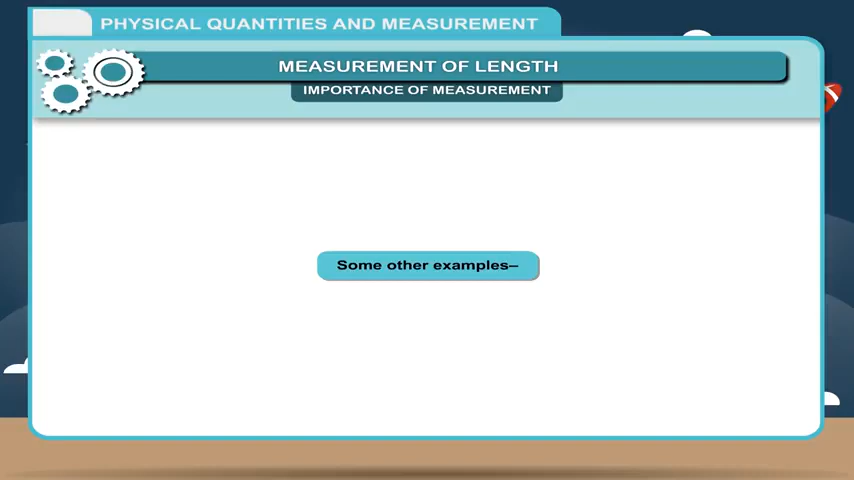 PHYSICAL QUANTITIES AND MEASUREMENT
MEASUREMENT OF LENGTH
IMPORTANCE OF MEASUREMENT
Some other examples–